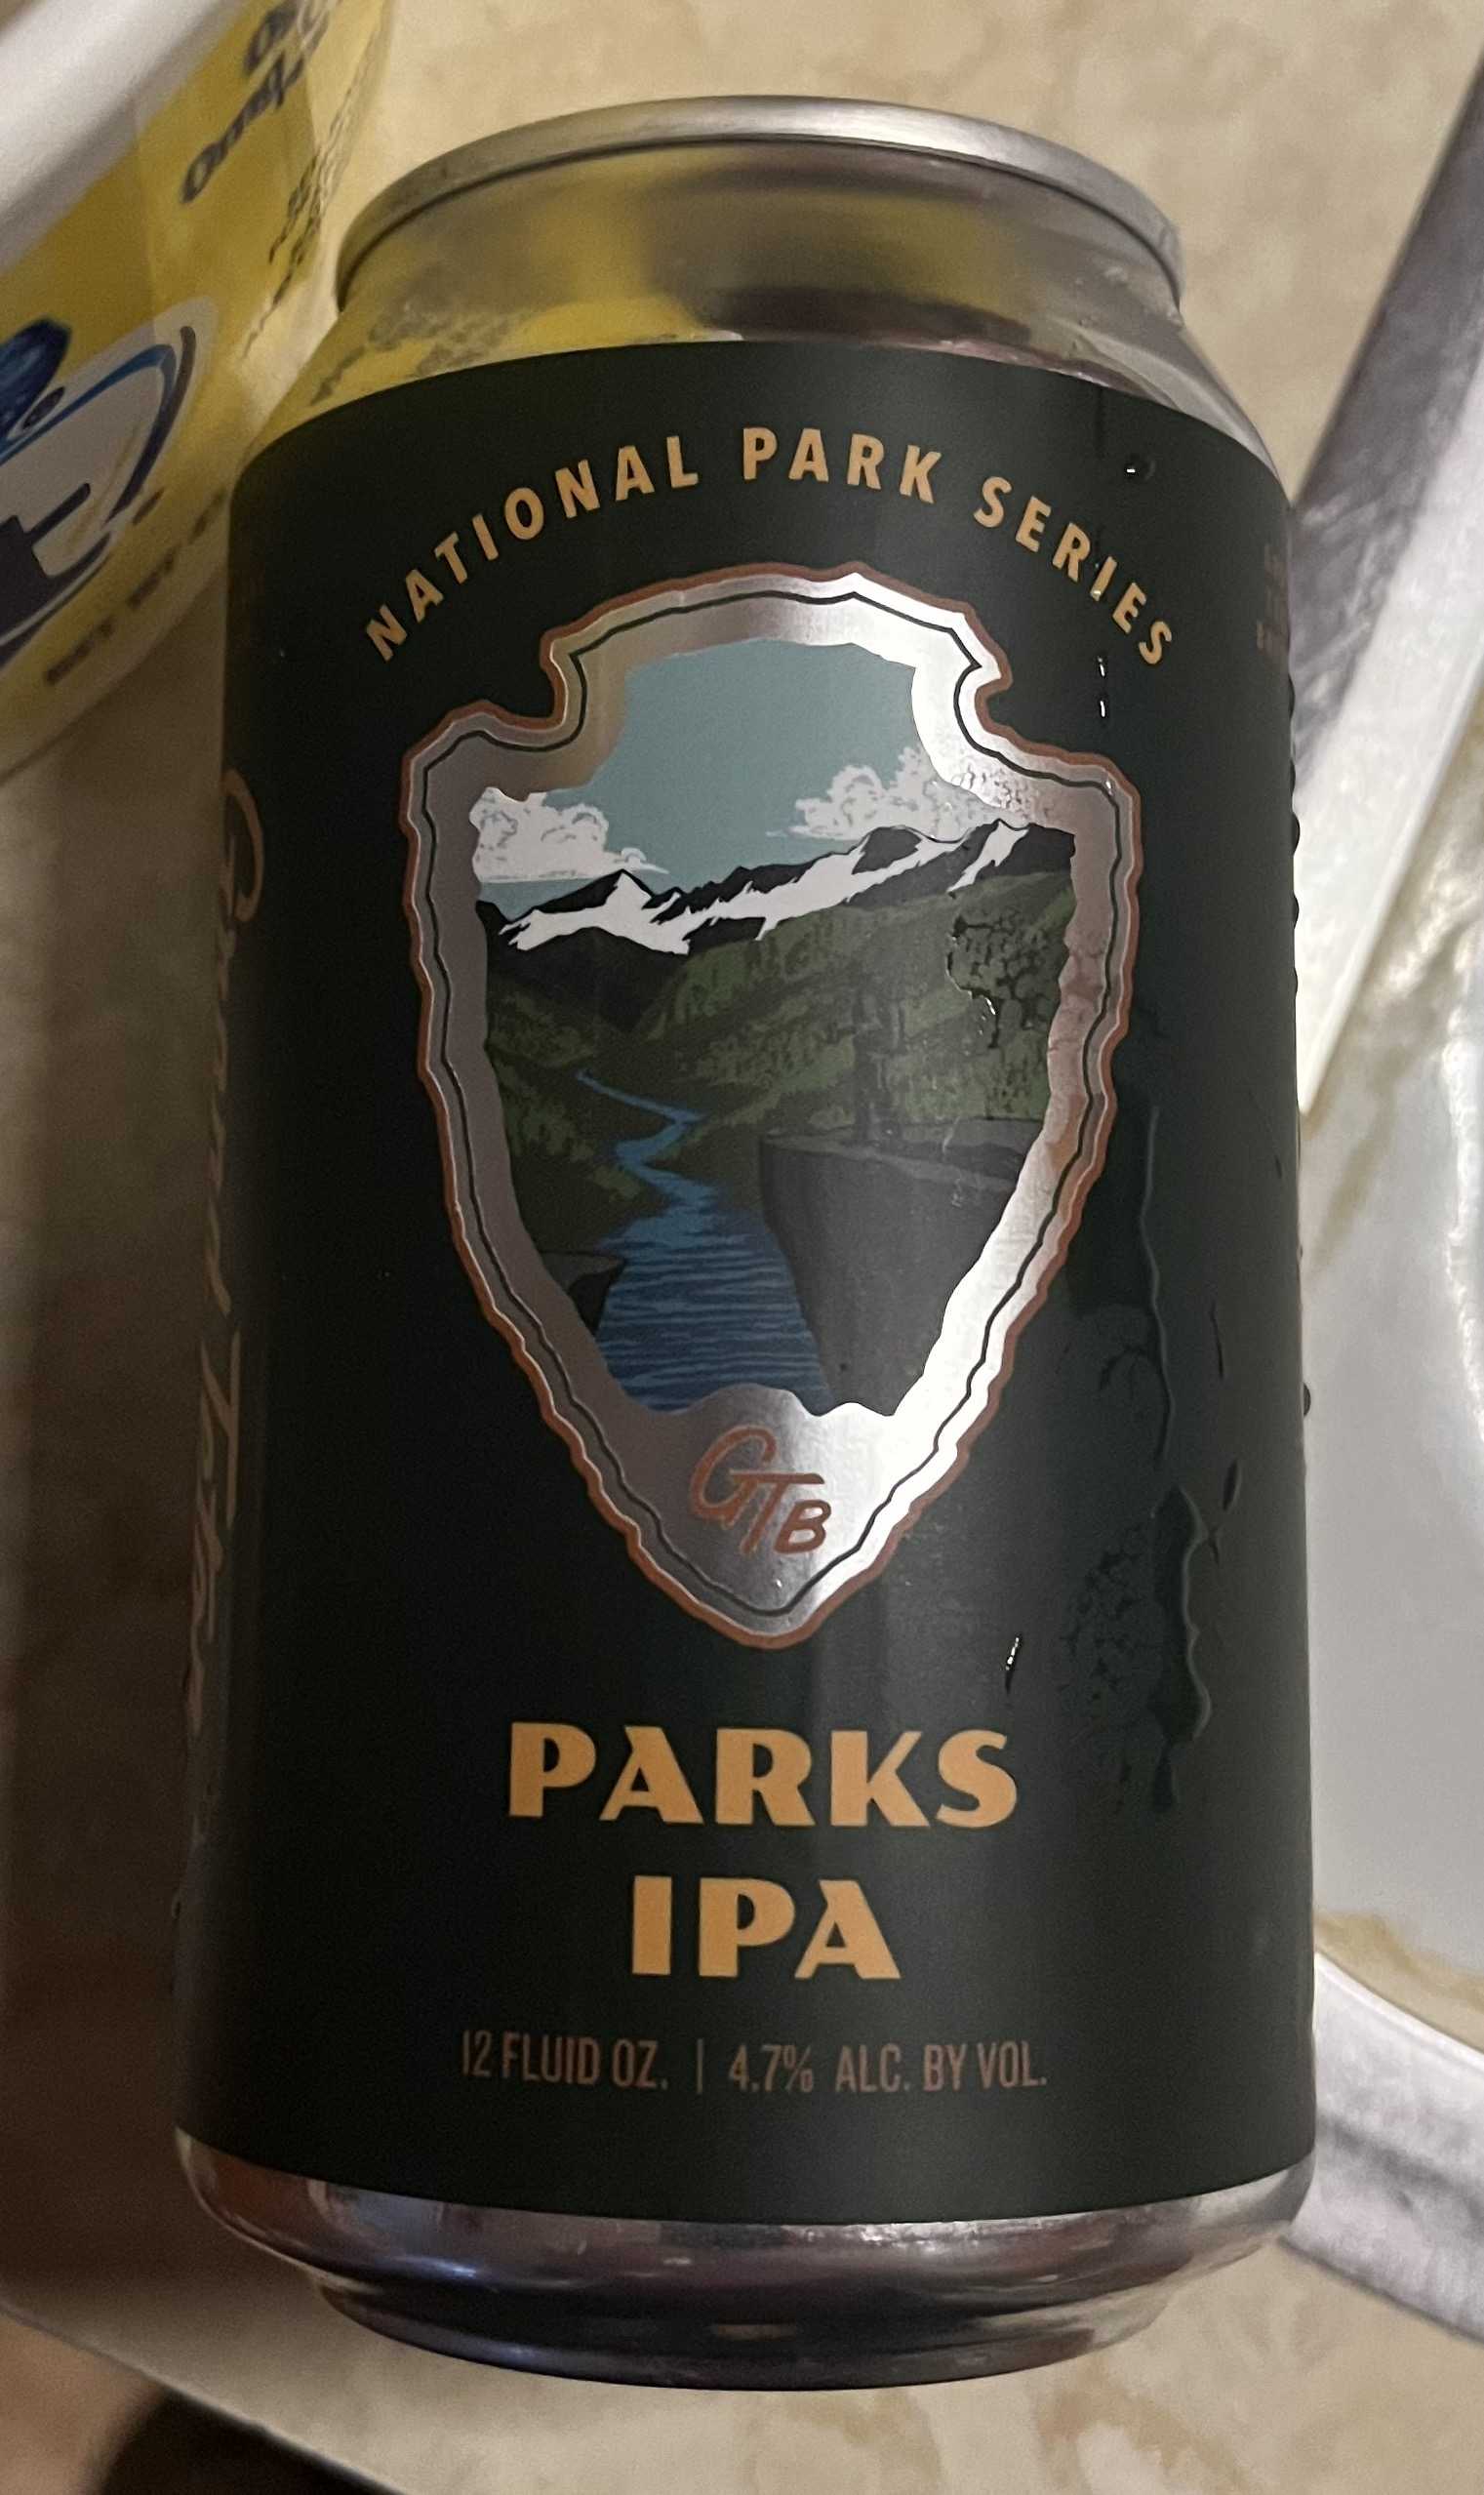 NATIONAL PARK SERIES
GTB
PARKS
IPA
12 FLUID OZ. | 4.7% ALC. BY VOL.